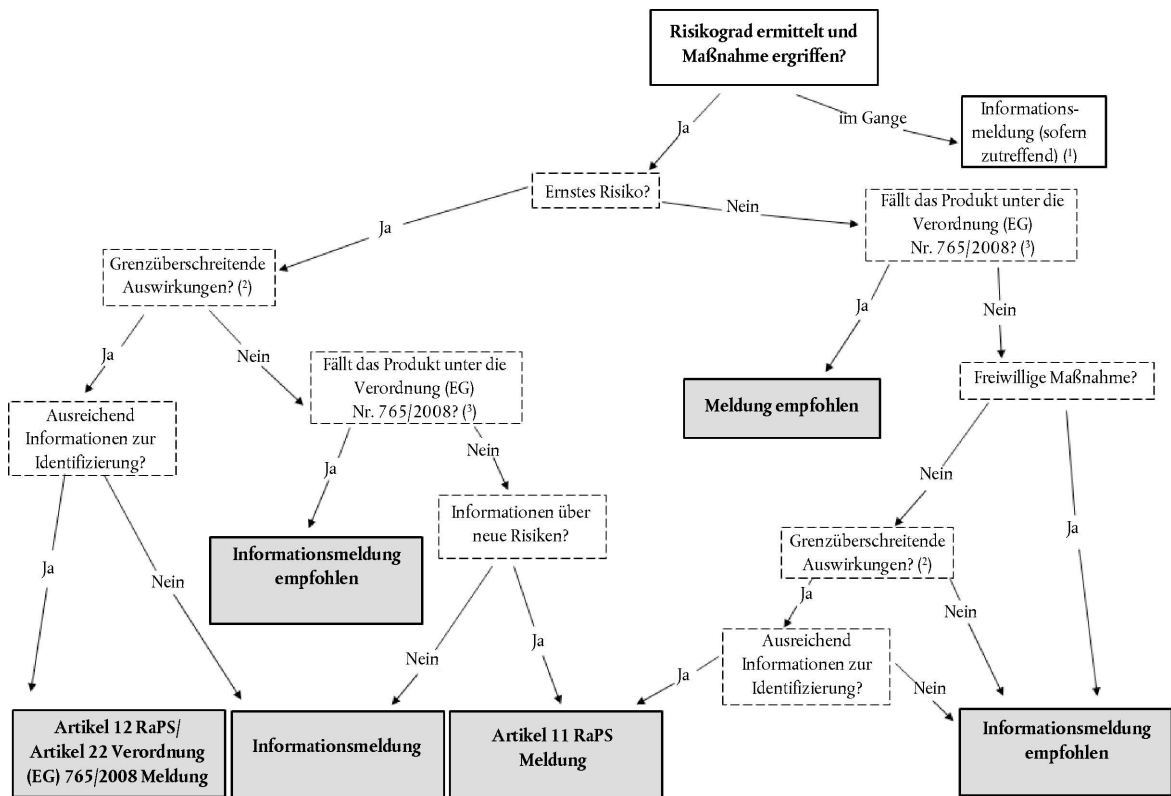 Risikograd ermittelt und
Maßnahme ergriffen?
Ja
im Gange
Informations-
meldung (sofern
zutreffend) (¹)
Ernstes Risiko?
Ja
Nein
Fällt das Produkt unter die
Verordnung (EG)
Nr. 765/2008? (³)
Grenzüberschreitende
Auswirkungen? (²)
Ja
Nein
Ja
Nein
Fällt das Produkt unter die
Verordnung (EG)
Nr. 765/2008? (³)
Meldung empfohlen
Freiwillige Maßnahme?
Ausreichend
Informationen zur
Identifizierung?
Ja
Nein
Nein
Ja
Informationen über
neue Risiken?
Informationsmeldung
empfohlen
Grenzüberschreitende
Auswirkungen? (²)
Ja
Nein
Ja
Nein
Nein
Ja
Ausreichend
Informationen zur
Identifizierung?
Ja
Nein
Artikel 12 RaPS/
Artikel 22 Verordnung
(EG) 765/2008 Meldung
Informationsmeldung
Artikel 11 RaPS
Meldung
Informationsmeldung
empfohlen